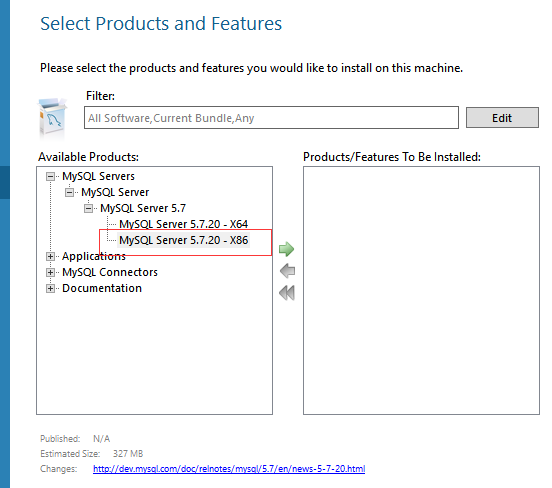 Select Products and Features
Please select the products and features you would like to install on this machine.
Filter:
All Software,Current Bundle,Any
Edit
Available Products:
Products/Features To Be Installed:
MySQL Servers
MySQL Server
MySQL Server 5.7
MySQL Server 5.7.20 - X64
MySQL Server 5.7.20 - X86
Applications
MySQL Connectors
Documentation
Published: N/A
Estimated Size: 327 MB
Changes: http://dev.mysql.com/doc/relnotes/mysql/5.7/en/news-5-7-20.html